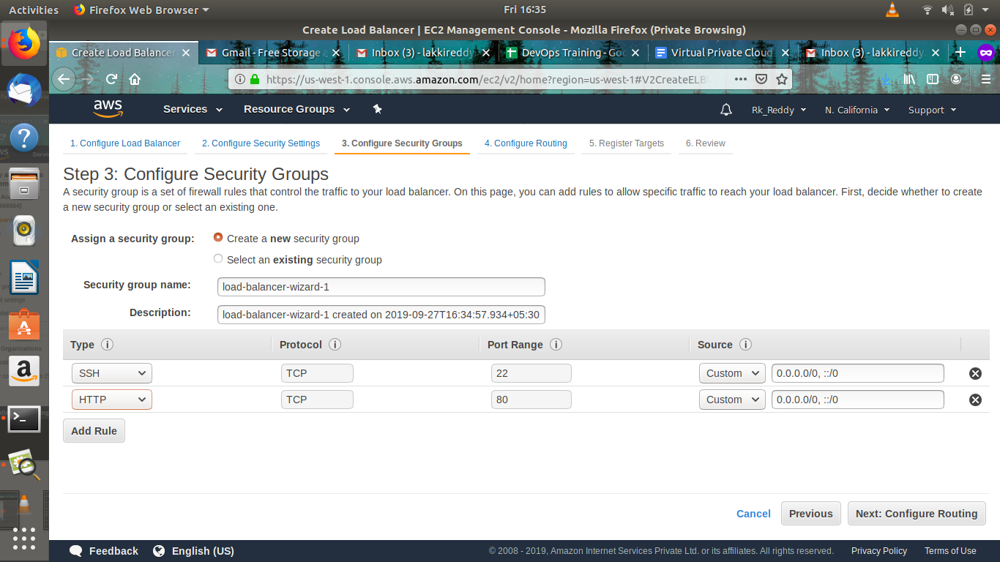 Activities Firefox Web Browser Fri 16:35
Create Load Balancer | EC2 Management Console - Mozilla Firefox (Private Browsing)
Create Load Balancer Gmail - Free Storage Inbox (3) - lakkireddy DevOps Training - Goo Virtual Private Cloud Inbox (3) - lakkireddy.
https://us-west-1.console.aws.amazon.com/ec2/v2/home?region=us-west-1#V2CreateELB
aws Services Resource Groups Rk_Reddy N. California Support
1. Configure Load Balancer 2. Configure Security Settings 3. Configure Security Groups 4. Configure Routing 5. Register Targets 6. Review
Step 3: Configure Security Groups
A security group is a set of firewall rules that control the traffic to your load balancer. On this page, you can add rules to allow specific traffic to reach your load balancer. First, decide whether to create
a new security group or select an existing one.
Assign a security group: Create a new security group
Select an existing security group
Security group name: load-balancer-wizard-1
Description: load-balancer-wizard-1 created on 2019-09-27T16:34:57.934+05:30
Type Protocol Port Range Source
SSH TCP 22 Custom 0.0.0.0/0, ::/0
HTTP TCP 80 Custom 0.0.0.0/0, ::/0
Add Rule
Cancel Previous Next: Configure Routing
Feedback English (US) © 2008 - 2019, Amazon Internet Services Private Ltd. or its affiliates. All rights reserved. Privacy Policy Terms of Use